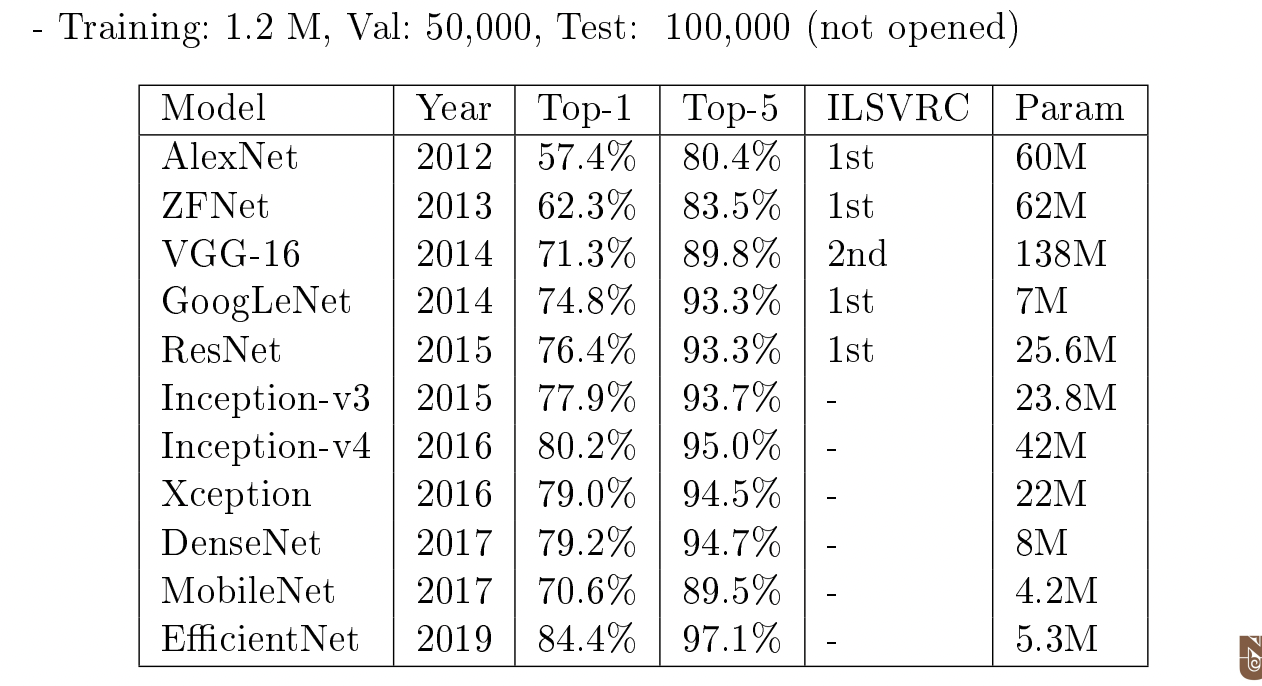 - Training: 1.2 M, Val: 50,000, Test: 100,000 (not opened)
Model Year Top-1 Top-5 ILSVRC Param
AlexNet 2012 57.4% 80.4% 1st 60M
ZFNet 2013 62.3% 83.5% 1st 62M
VGG-16 2014 71.3% 89.8% 2nd 138M
GoogLeNet 2014 74.8% 93.3% 1st 7M
ResNet 2015 76.4% 93.3% 1st 25.6M
Inception-v3 2015 77.9% 93.7% - 23.8M
Inception-v4 2016 80.2% 95.0% - 42M
Xception 2016 79.0% 94.5% - 22M
DenseNet 2017 79.2% 94.7% - 8M
MobileNet 2017 70.6% 89.5% - 4.2M
EfficientNet 2019 84.4% 97.1% - 5.3M